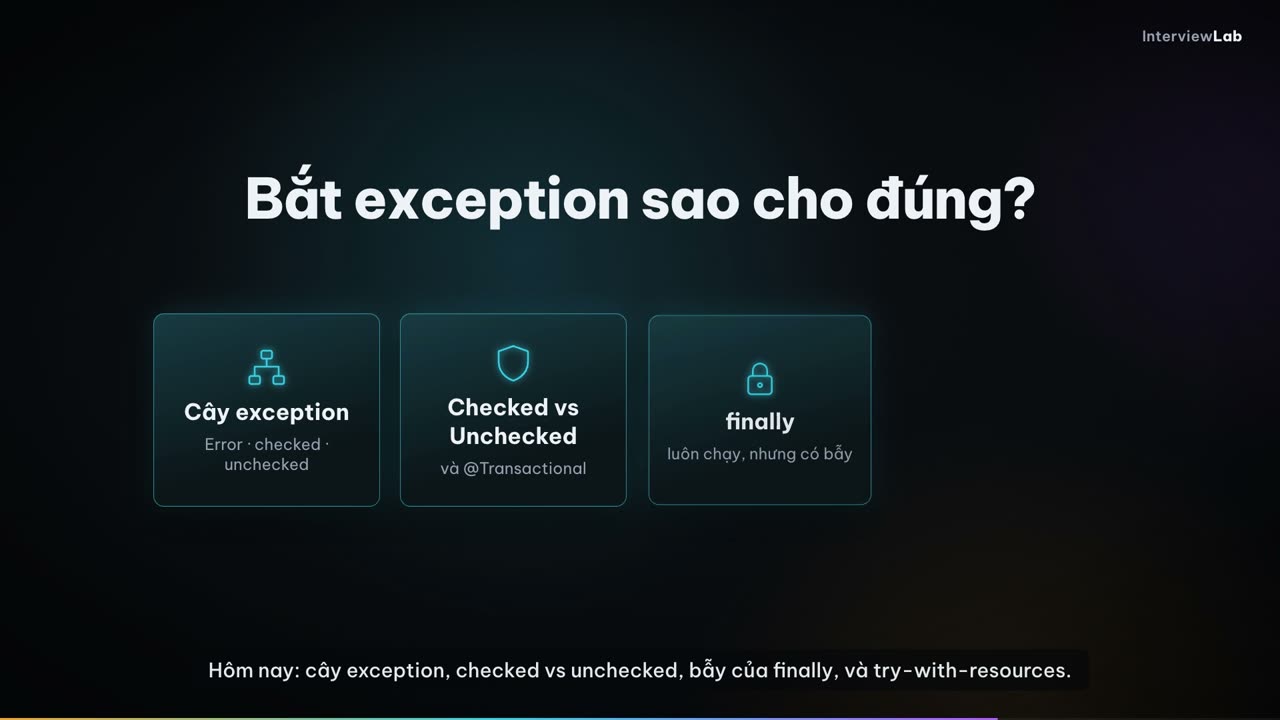 InterviewLab
Bắt exception sao cho đúng?
Cây exception
Error · checked ·
unchecked
Checked vs
Unchecked
và @Transactional
finally
luôn chạy, nhưng có bẫy
Hôm nay: cây exception, checked vs unchecked, bẫy của finally, và try-with-resources.